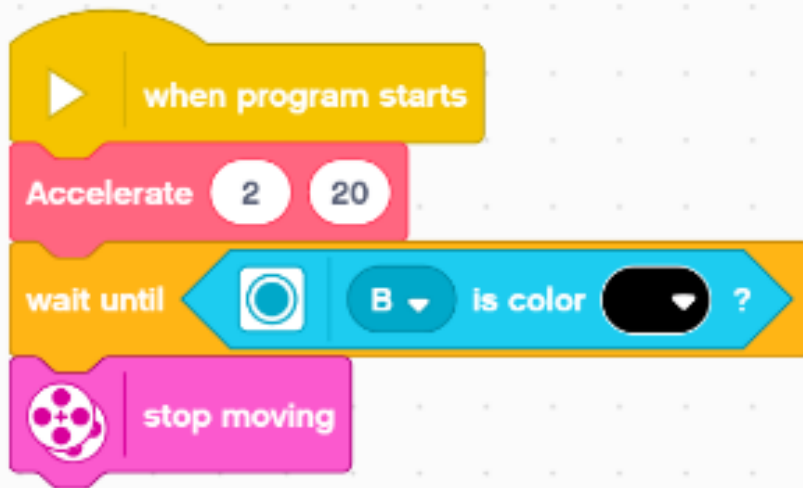 when program starts
Accelerate 2 20
wait until B is color ?
stop moving